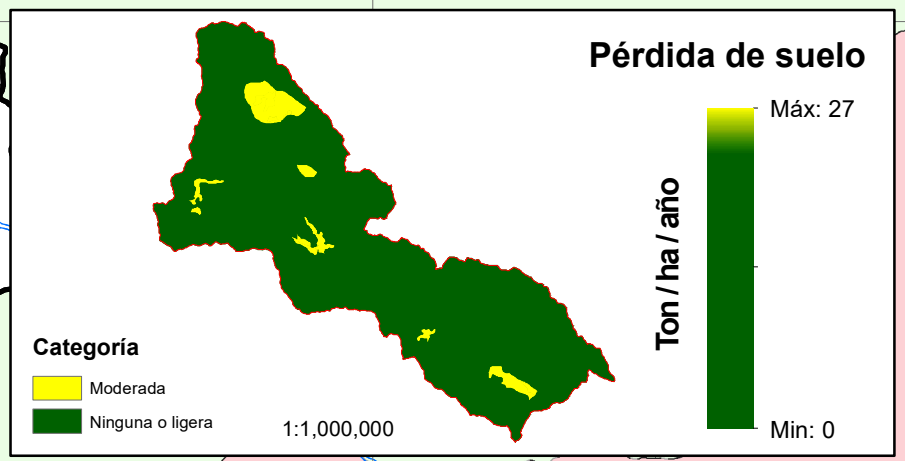 Pérdida de suelo
Máx: 27
Ton / ha / año
Min: 0
Categoría
Moderada
Ninguna o ligera
1:1,000,000